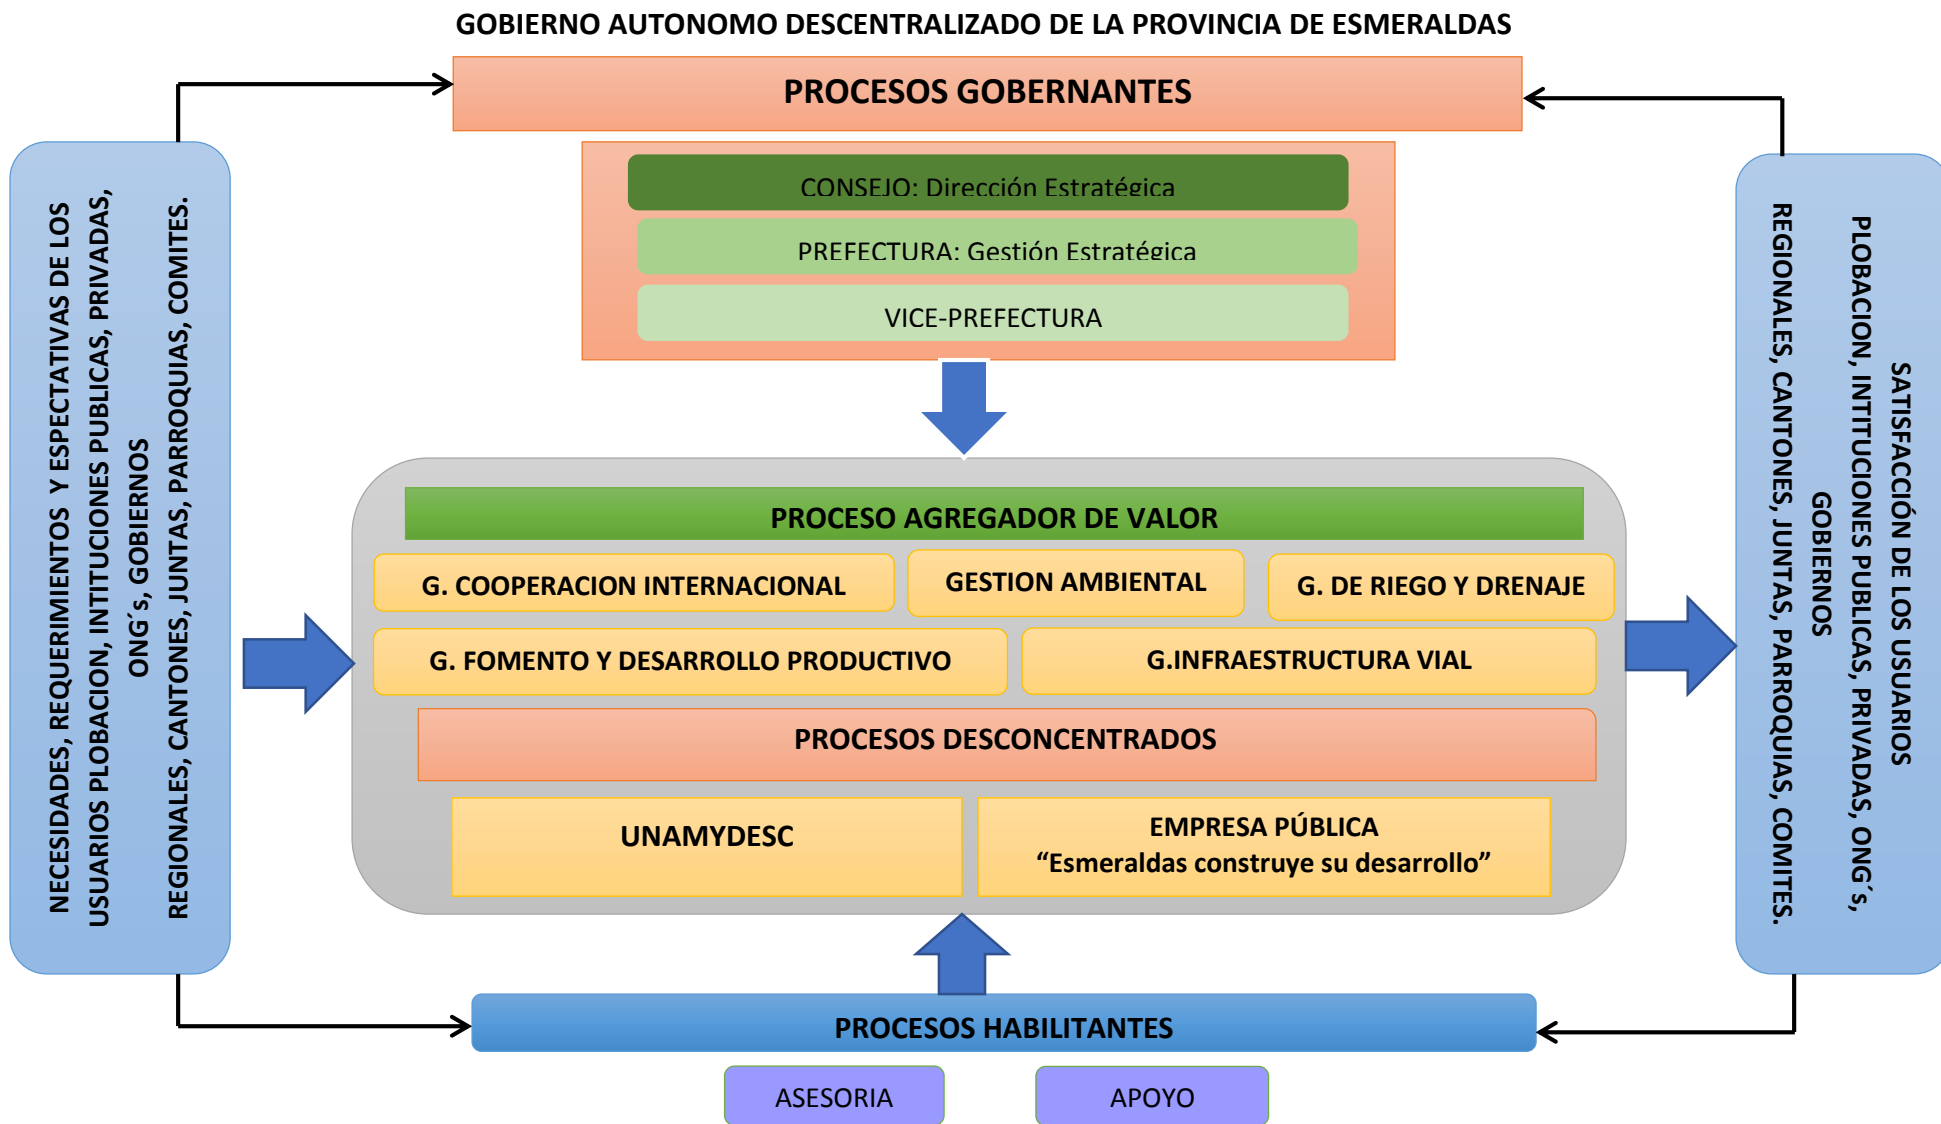 GOBIERNO AUTONOMO DESCENTRALIZADO DE LA PROVINCIA DE ESMERALDAS
PROCESOS GOBERNANTES
CONSEJO: Dirección Estratégica
PREFECTURA: Gestión Estratégica
VICE-PREFECTURA
NECESIDADES, REQUERIMIENTOS Y ESPECTATIVAS DE LOS
USUARIOS PLOBACION, INTITUCIONES PUBLICAS, PRIVADAS,
ONG´s, GOBIERNOS
REGIONALES, CANTONES, JUNTAS, PARROQUIAS, COMITES.
PROCESO AGREGADOR DE VALOR
G. COOPERACION INTERNACIONAL
GESTION AMBIENTAL
G. DE RIEGO Y DRENAJE
G. FOMENTO Y DESARROLLO PRODUCTIVO
G.INFRAESTRUCTURA VIAL
PROCESOS DESCONCENTRADOS
UNAMYDESC
EMPRESA PÚBLICA
“Esmeraldas construye su desarrollo”
SATISFACCIÓN DE LOS USUARIOS
PLOBACION, INTITUCIONES PUBLICAS, PRIVADAS, ONG´s,
GOBIERNOS
REGIONALES, CANTONES, JUNTAS, PARROQUIAS, COMITES.
PROCESOS HABILITANTES
ASESORIA
APOYO